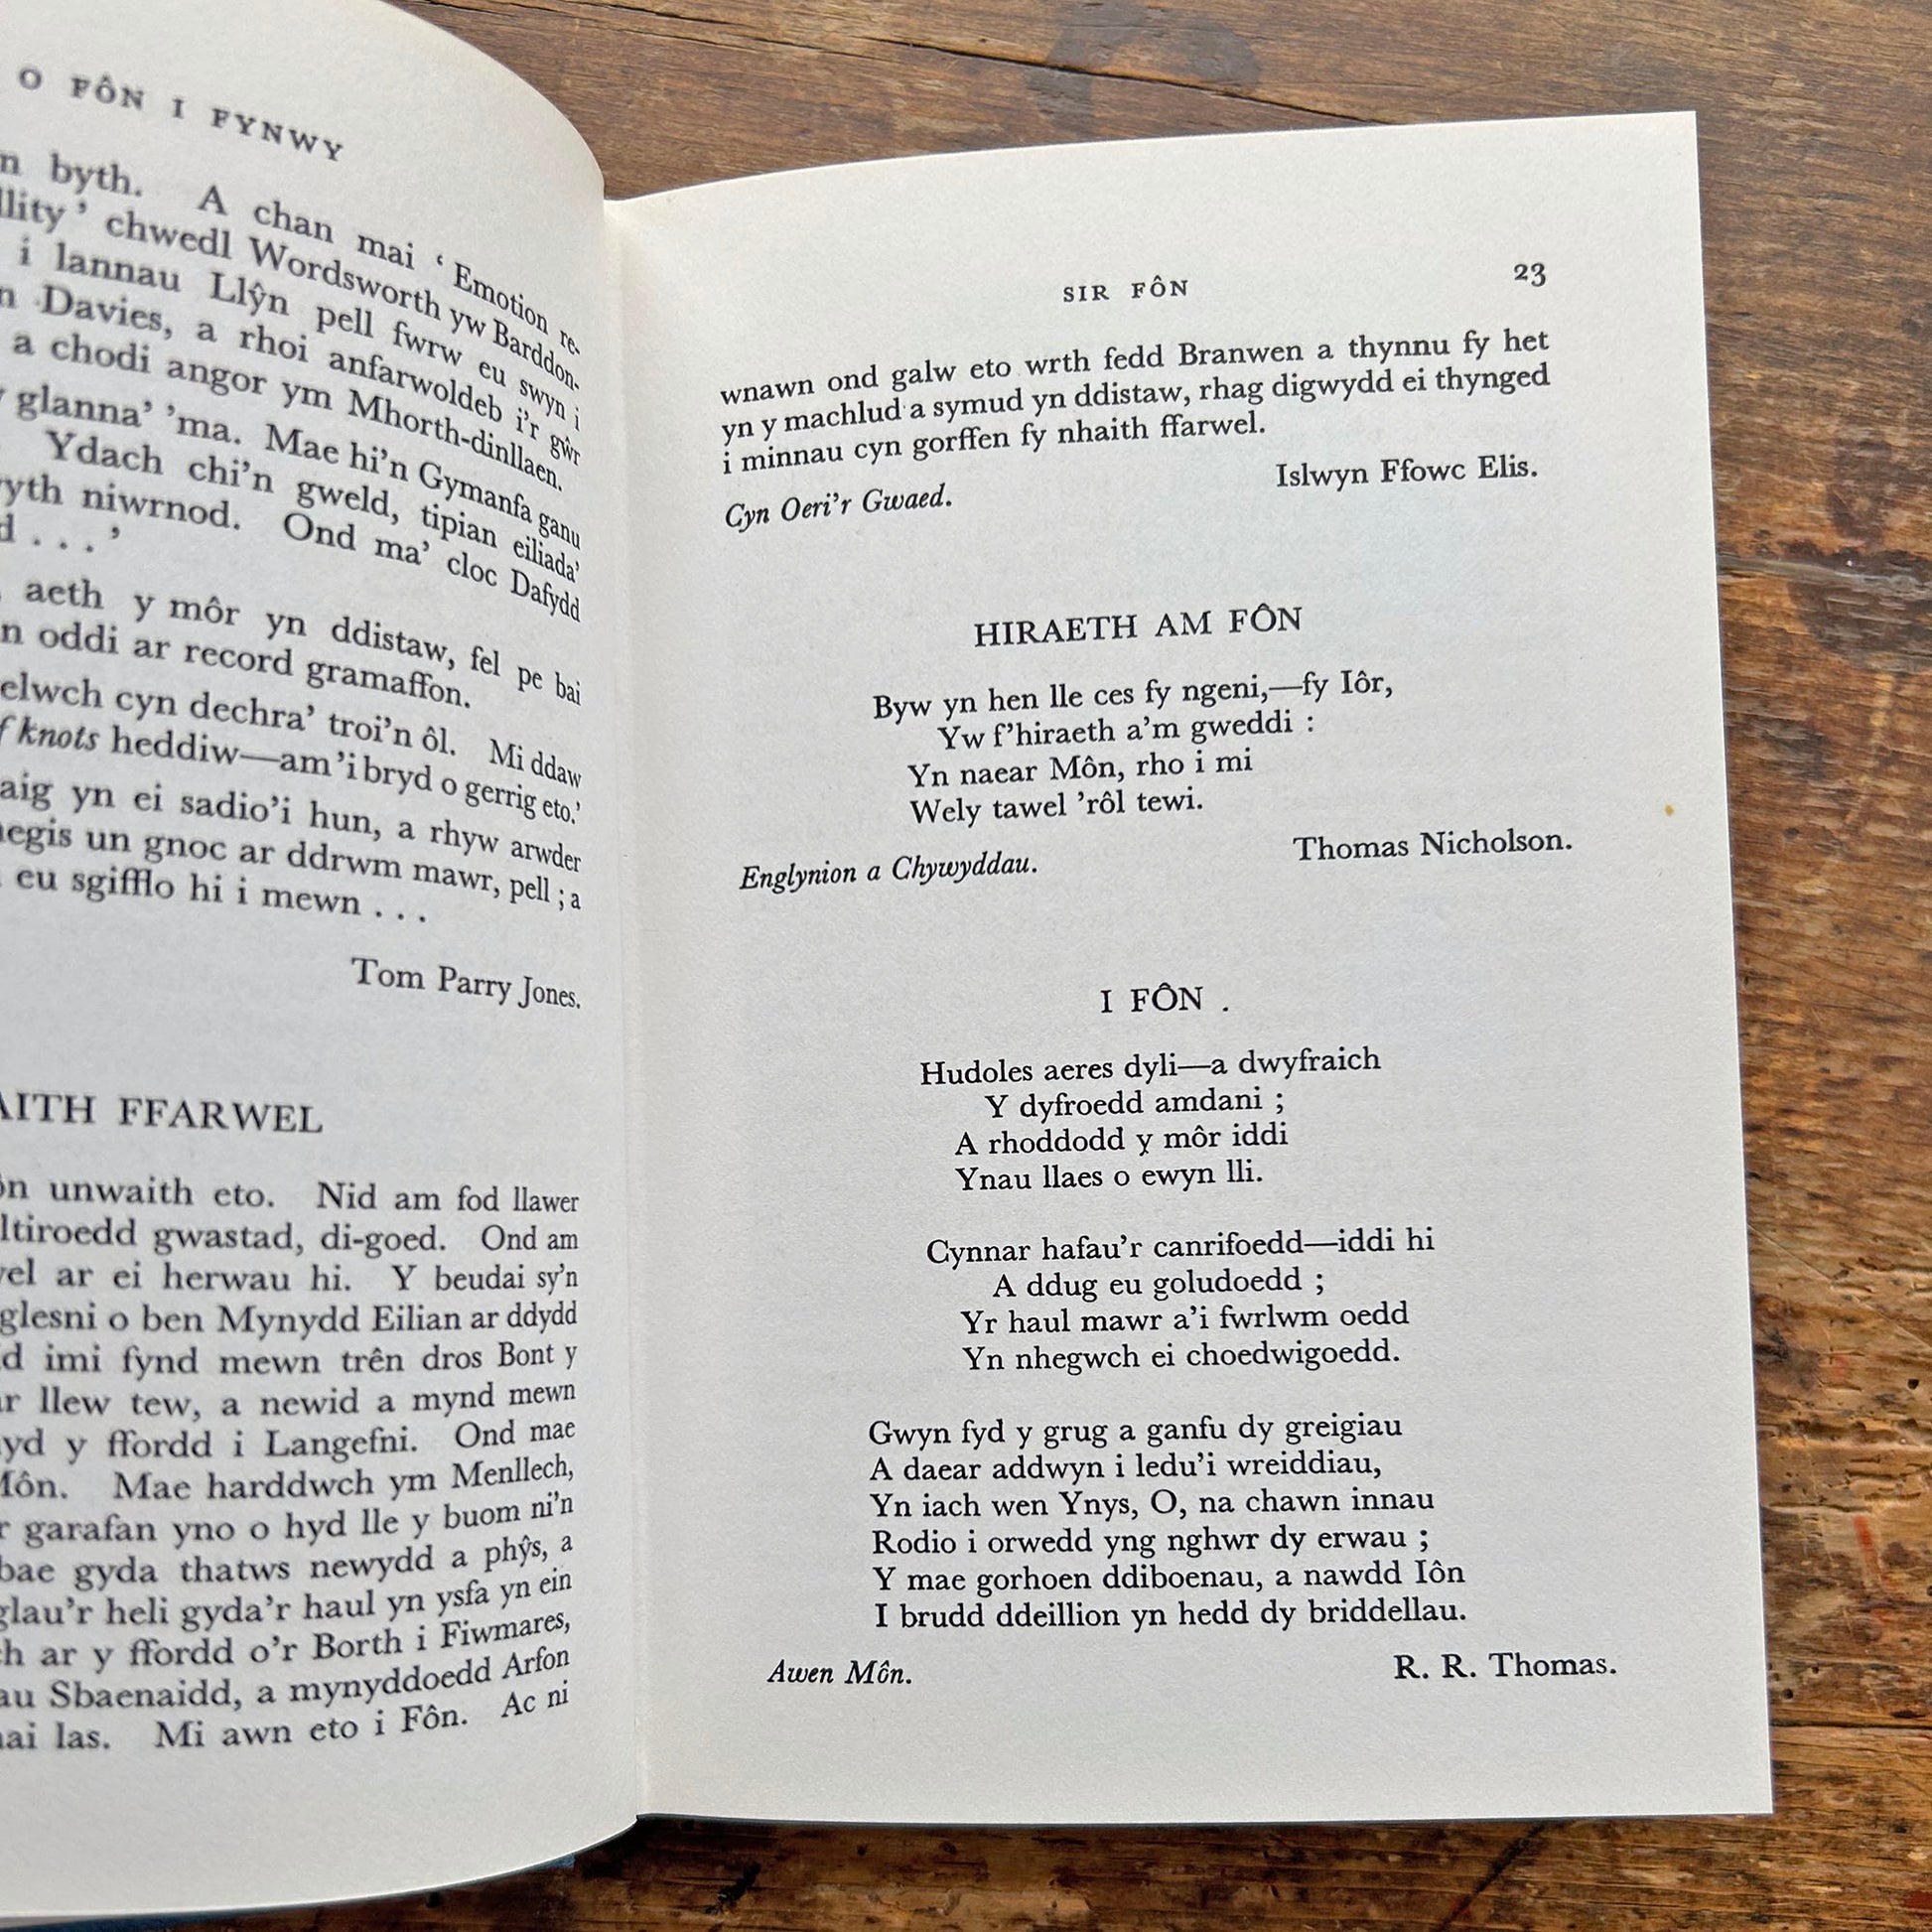 O FÔN I FYNWY
byth. A chan mai ‘ Emotion re-
’ chwedl Wordsworth yw Barddon-
i lannau Llŷn pell fwrw eu swyn i
Davies, a rhoi anfarwoldeb i’r gŵr
a chodi angor ym Mhorth-dinllaen.
glanna’ ’ma. Mae hi’n Gymanfa ganu
Ydach chi’n gweld, tipian eiliada’
niwrnod. Ond ma’ cloc Dafydd
. . . ’
aeth y môr yn ddistaw, fel pe bai
oddi ar record gramaffon.
cyn dechra’ troi’n ôl. Mi ddaw
knots heddiw—am ’i bryd o gerrig eto.’
yn ei sadio’i hun, a rhyw arwder
un gnoc ar ddrwm mawr, pell ; a
eu sgifflo hi i mewn . . .
Tom Parry Jones.
FFARWEL
unwaith eto. Nid am fod llawer
gwastad, di-goed. Ond am
ar ei herwau hi. Y beudai sy’n
o ben Mynydd Eilian ar ddydd
imi fynd mewn trên dros Bont y
llew tew, a newid a mynd mewn
y ffordd i Langefni. Ond mae
Môn. Mae harddwch ym Menllech,
garafan yno o hyd lle y buom ni’n
gyda thatws newydd a phŷs, a
heli gyda’r haul yn ysfa yn ein
ar y ffordd o’r Borth i Fiwmares,
Sbaenaidd, a mynyddoedd Arfon
las. Mi awn eto i Fôn. Ac ni
SIR FÔN 23
wnawn ond galw eto wrth fedd Branwen a thynnu fy het
yn y machlud a symud yn ddistaw, rhag digwydd ei thynged
i minnau cyn gorffen fy nhaith ffarwel.
Islwyn Ffowc Elis.
Cyn Oeri’r Gwaed.
HIRAETH AM FÔN
Byw yn hen lle ces fy ngeni,—fy Iôr,
Yw f’hiraeth a’m gweddi :
Yn naear Môn, rho i mi
Wely tawel ’rôl tewi.
Thomas Nicholson.
Englynion a Chywyddau.
I FÔN .
Hudoles aeres dyli—a dwyfraich
Y dyfroedd amdani ;
A rhoddodd y môr iddi
Ynau llaes o ewyn lli.
Cynnar hafau’r canrifoedd—iddi hi
A ddug eu goludoedd ;
Yr haul mawr a’i fwrlwm oedd
Yn nhegwch ei choedwigoedd.
Gwyn fyd y grug a ganfu dy greigiau
A daear addwyn i ledu’i wreiddiau,
Yn iach wen Ynys, O, na chawn innau
Rodio i orwedd yng nghwr dy erwau ;
Y mae gorhoen ddiboenau, a nawdd Iôn
I brudd ddeillion yn hedd dy briddellau.
R. R. Thomas.
Awen Môn.